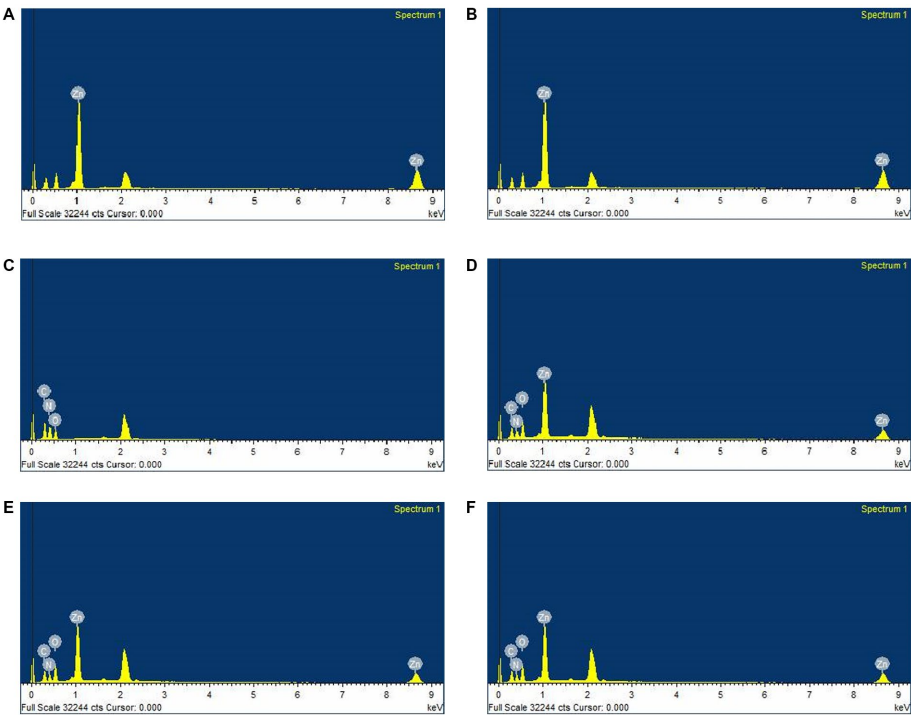 A
Spectrum 1
Zn
Zn
0 1 2 3 4 5 6 7 8 9
Full Scale 32244 cts Cursor: 0.000 keV
B
Spectrum 1
Zn
Zn
0 1 2 3 4 5 6 7 8 9
Full Scale 32244 cts Cursor: 0.000 keV
C
Spectrum 1
C
N
O
0 1 2 3 4 5 6 7 8 9
Full Scale 32244 cts Cursor: 0.000 keV
D
Spectrum 1
Zn
O
C
N
Zn
0 1 2 3 4 5 6 7 8 9
Full Scale 32244 cts Cursor: 0.000 keV
E
Spectrum 1
Zn
O
C
N
Zn
0 1 2 3 4 5 6 7 8 9
Full Scale 32244 cts Cursor: 0.000 keV
F
Spectrum 1
Zn
O
C
N
Zn
0 1 2 3 4 5 6 7 8 9
Full Scale 32244 cts Cursor: 0.000 keV